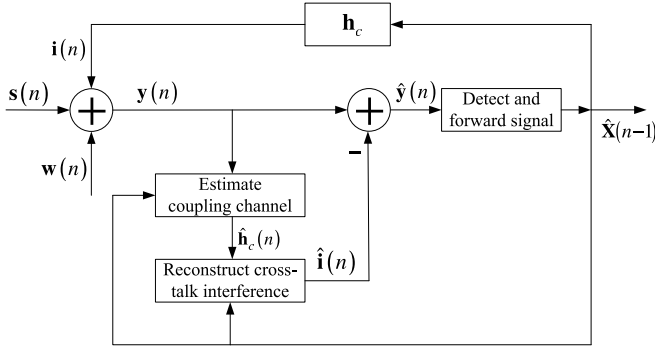 h_c
i(n)
s(n)
y(n)
ŷ(n)
Detect and
forward signal
X̂(n−1)
w(n)
−
Estimate
coupling channel
ĥ_c(n)
Reconstruct cross-
talk interference
î(n)